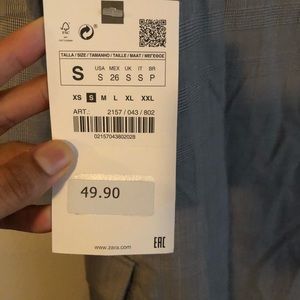 FSC
TALLA / SIZE / TAMANHO / TAILLE / MAAT / ΜΕΓΕΘΟΣ
S
USA MEX UK IT BR
S 26 S S P
XS S M L XL XXL
ART.: 2157 / 043 / 802
02157043802028
49.90
www.zara.com
EAC